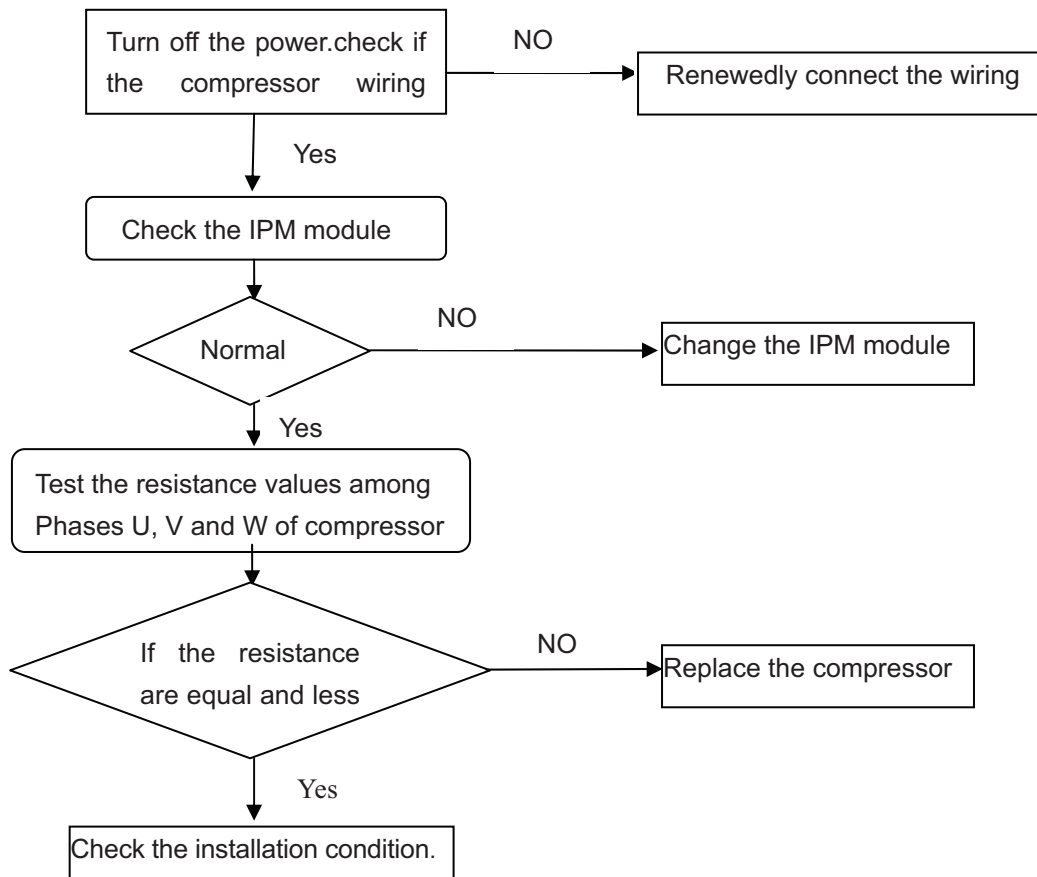 Turn off the power.check if
the compressor wiring
NO
Renewedly connect the wiring
Yes
Check the IPM module
Normal
NO
Change the IPM module
Yes
Test the resistance values among
Phases U, V and W of compressor
If the resistance
are equal and less
NO
Replace the compressor
Yes
Check the installation condition.